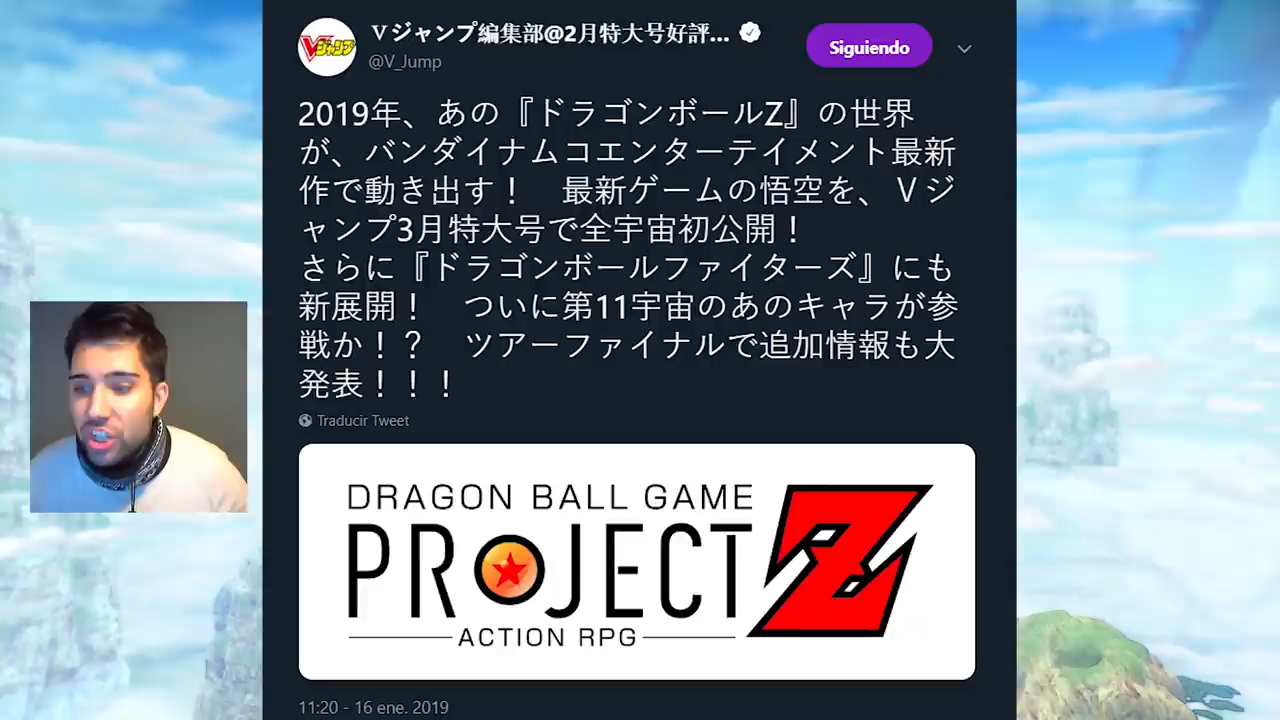 Vジャンプ編集部@2月特大号好評...
@V_Jump
Siguiendo
2019年、あの『ドラゴンボールZ』の世界
が、バンダイナムコエンターテイメント最新
作で動き出す！　最新ゲームの悟空を、Ｖジ
ャンプ3月特大号で全宇宙初公開！
さらに『ドラゴンボールファイターズ』にも
新展開！　ついに第11宇宙のあのキャラが参
戦か！？　ツアーファイナルで追加情報も大
発表！！！
Traducir Tweet
DRAGON BALL GAME
PROJECT Z
ACTION RPG
11:20 - 16 ene. 2019